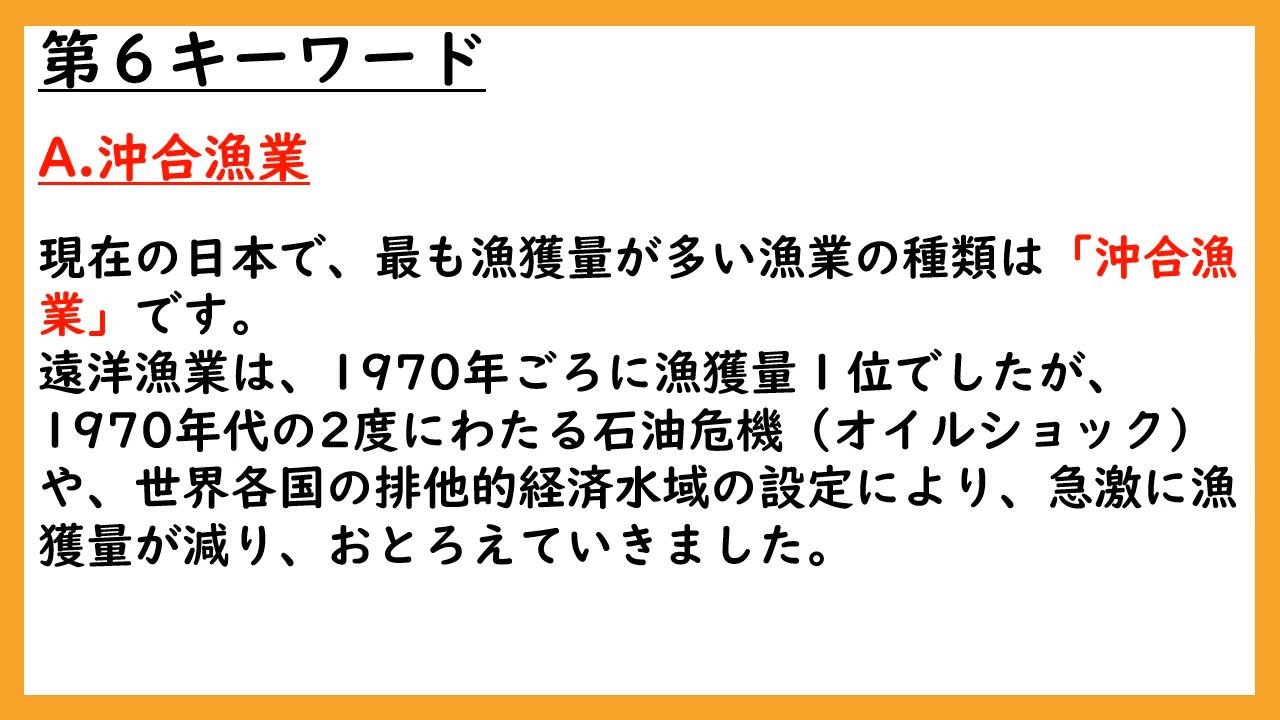 第６キーワード
A.沖合漁業
現在の日本で、最も漁獲量が多い漁業の種類は「沖合漁
業」です。
遠洋漁業は、1970年ごろに漁獲量１位でしたが、
1970年代の2度にわたる石油危機（オイルショック）
や、世界各国の排他的経済水域の設定により、急激に漁
獲量が減り、おとろえていきました。